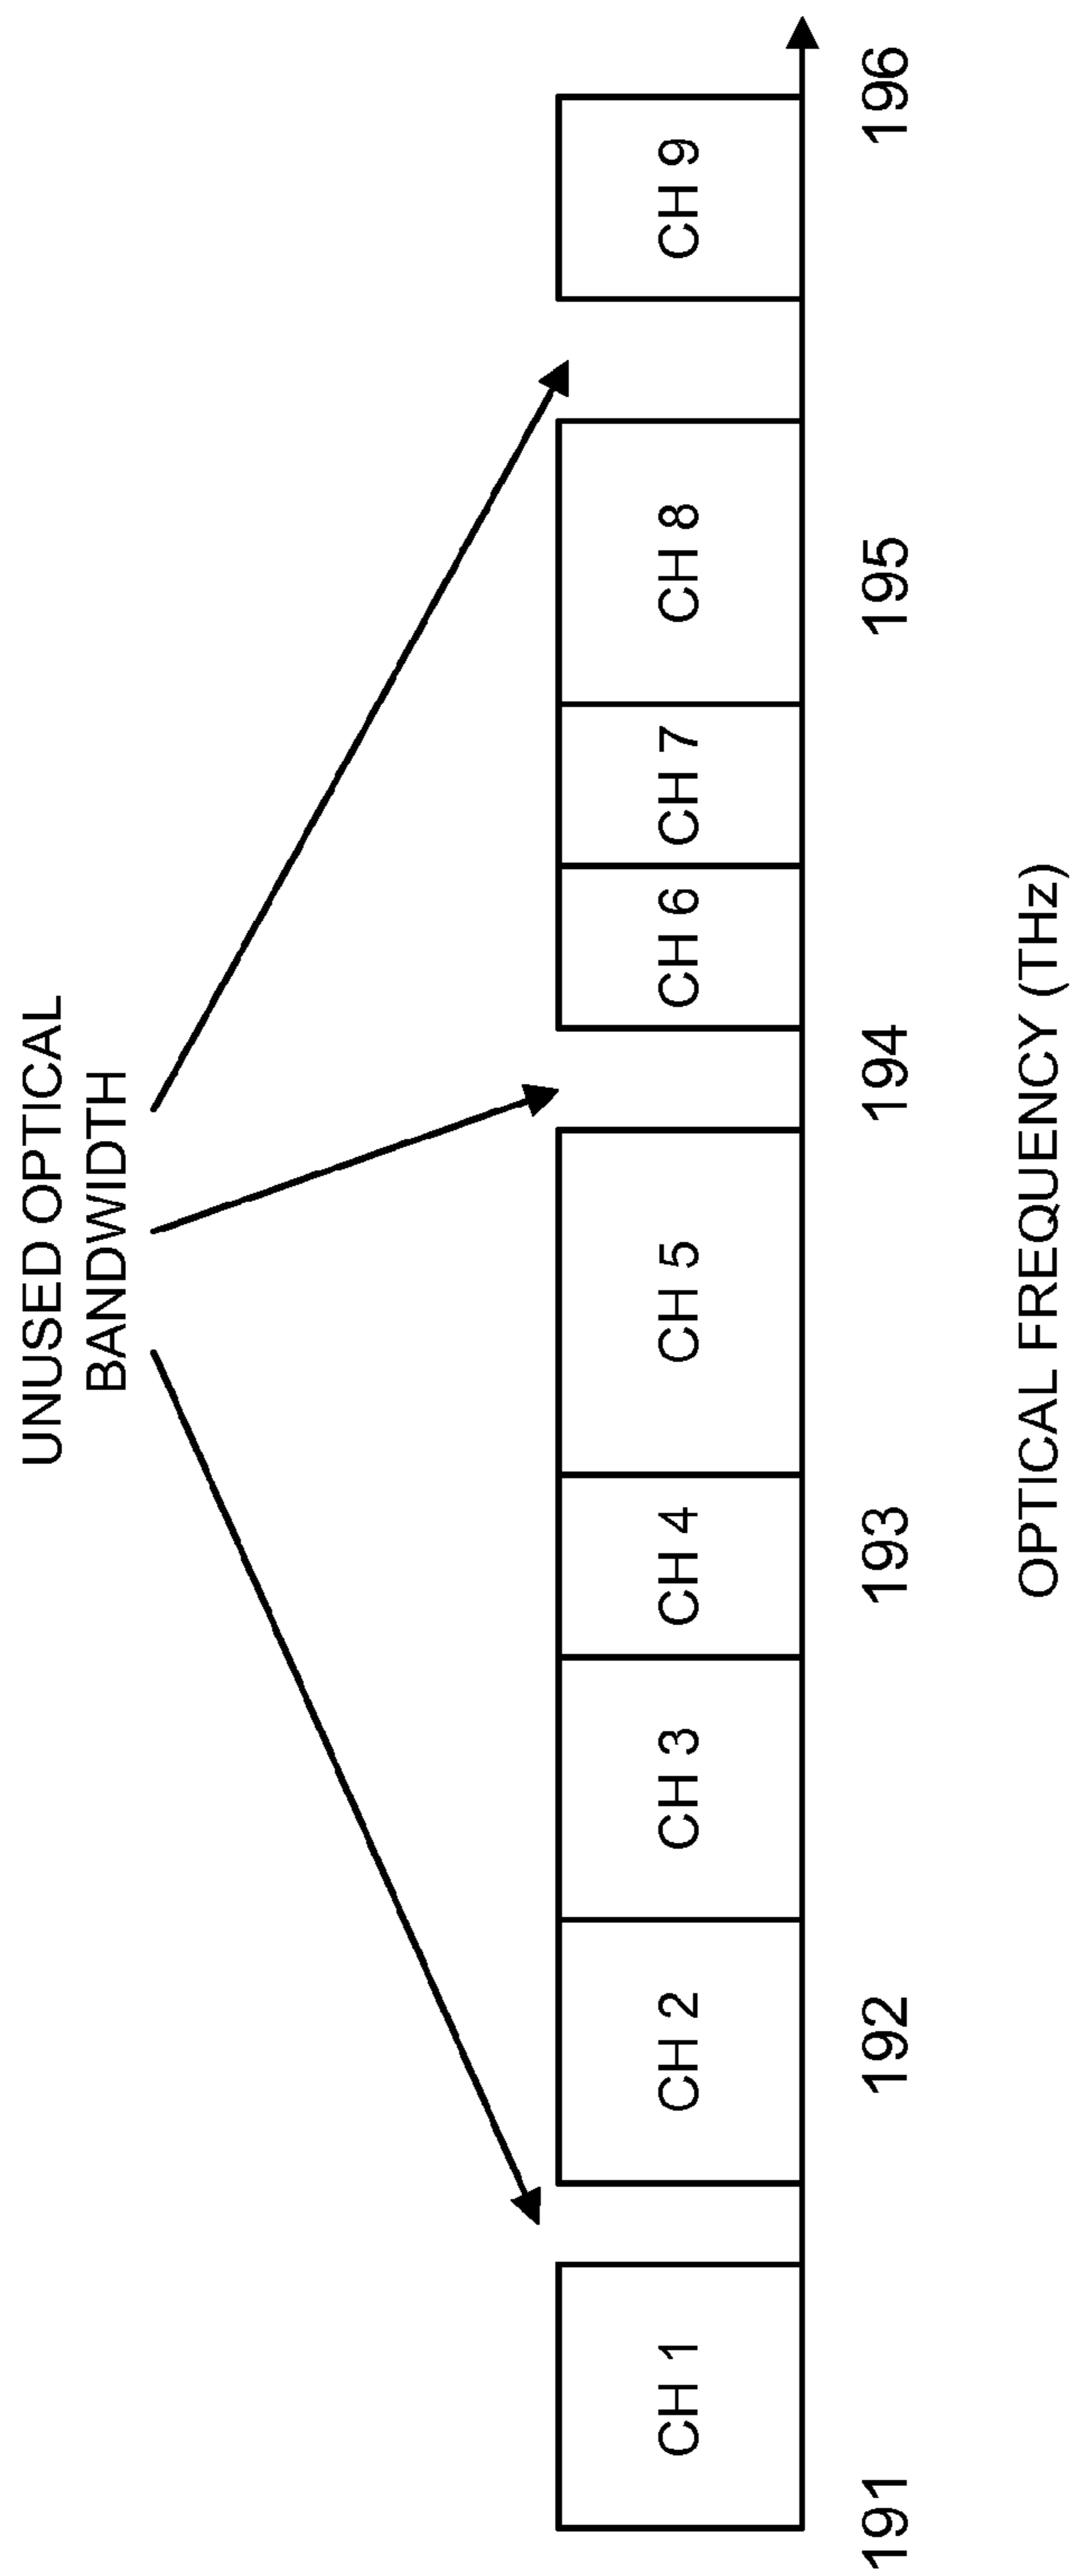 UNUSED OPTICAL
BANDWIDTH
CH 1 CH 2 CH 3 CH 4 CH 5 CH 6 CH 7 CH 8 CH 9
191 192 193 194 195 196
OPTICAL FREQUENCY (THz)